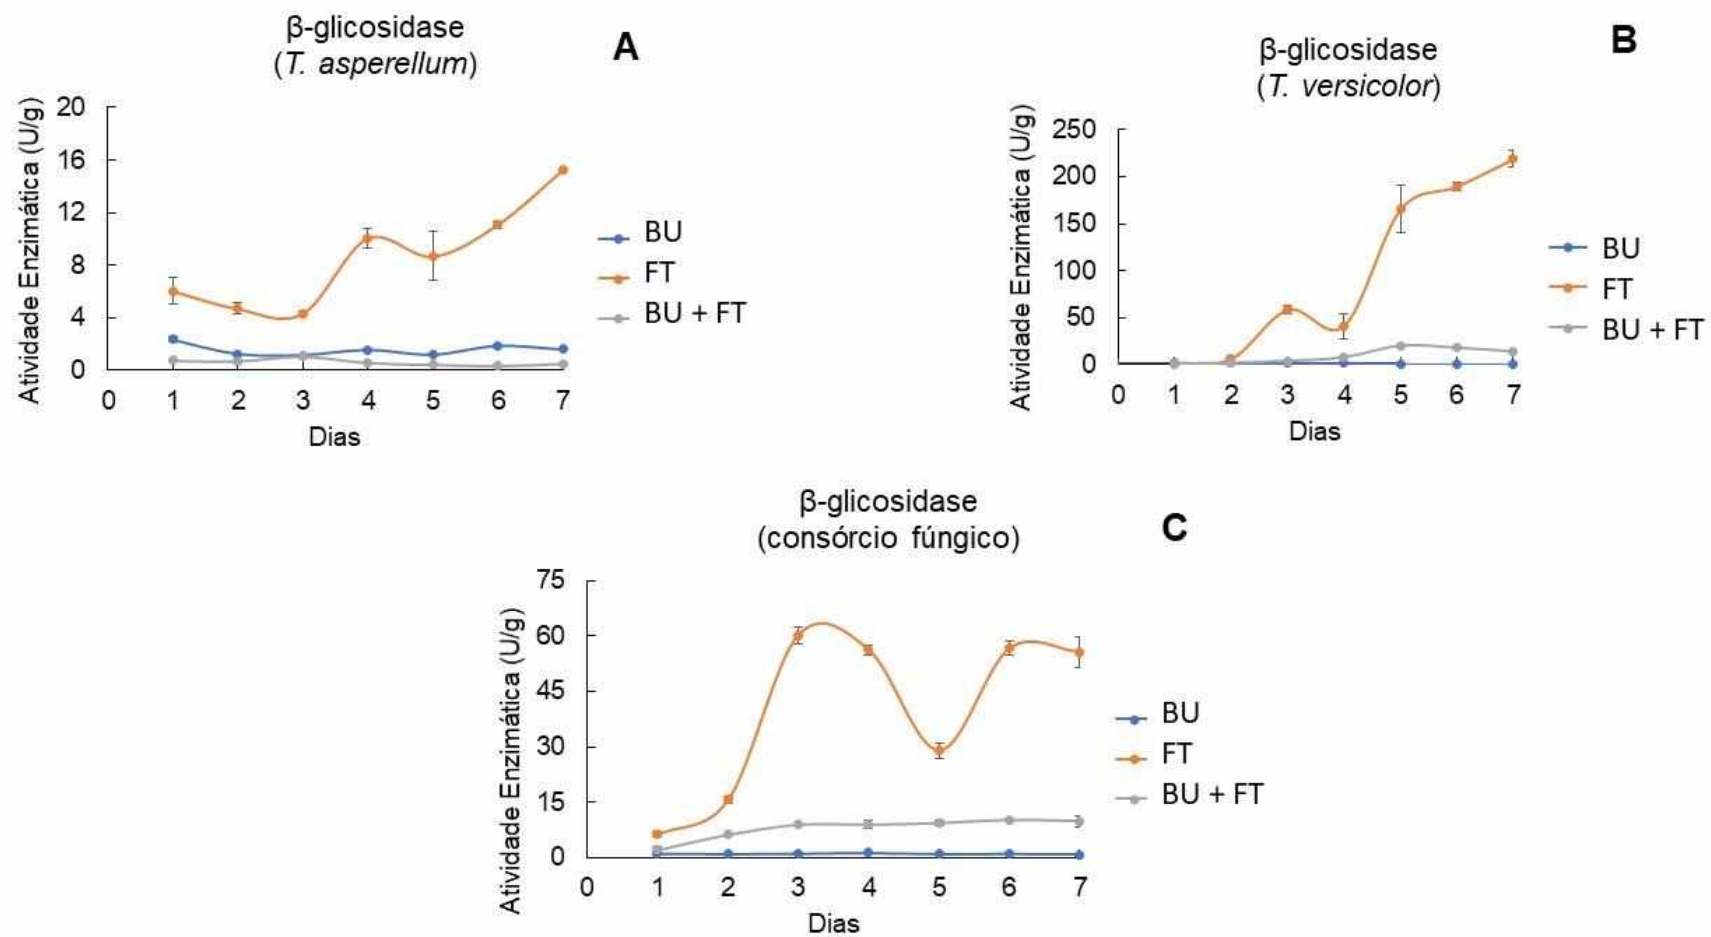 β-glicosidase
(T. asperellum)
A
Atividade Enzimática (U/g)
20
16
12
8
4
0
0 1 2 3 4 5 6 7
Dias
BU
FT
BU + FT
β-glicosidase
(T. versicolor)
B
Atividade Enzimática (U/g)
250
200
150
100
50
0
0 1 2 3 4 5 6 7
Dias
BU
FT
BU + FT
β-glicosidase
(consórcio fúngico)
C
Atividade Enzimática (U/g)
75
60
45
30
15
0
0 1 2 3 4 5 6 7
Dias
BU
FT
BU + FT